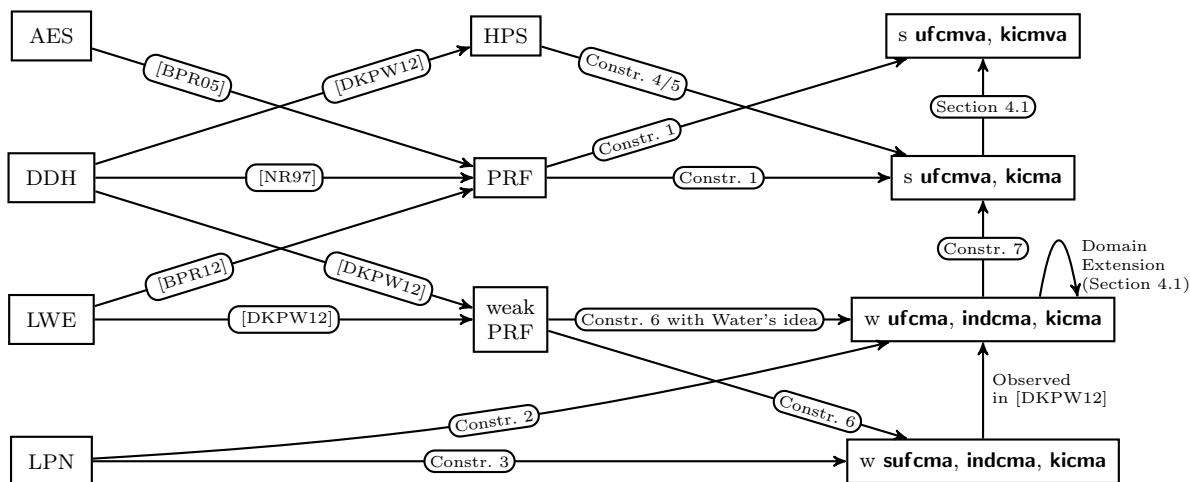 AES
HPS
s ufcmva, kicmva
[BPR05]
[DKPW12]
Constr. 4/5
Section 4.1
Constr. 1
DDH
[NR97]
PRF
Constr. 1
s ufcmva, kicma
[BPR12]
[DKPW12]
Constr. 7
Domain
Extension
(Section 4.1)
LWE
[DKPW12]
weak
PRF
Constr. 6 with Water's idea
w ufcma, indcma, kicma
Observed
in [DKPW12]
Constr. 2
Constr. 6
LPN
Constr. 3
w sufcma, indcma, kicma